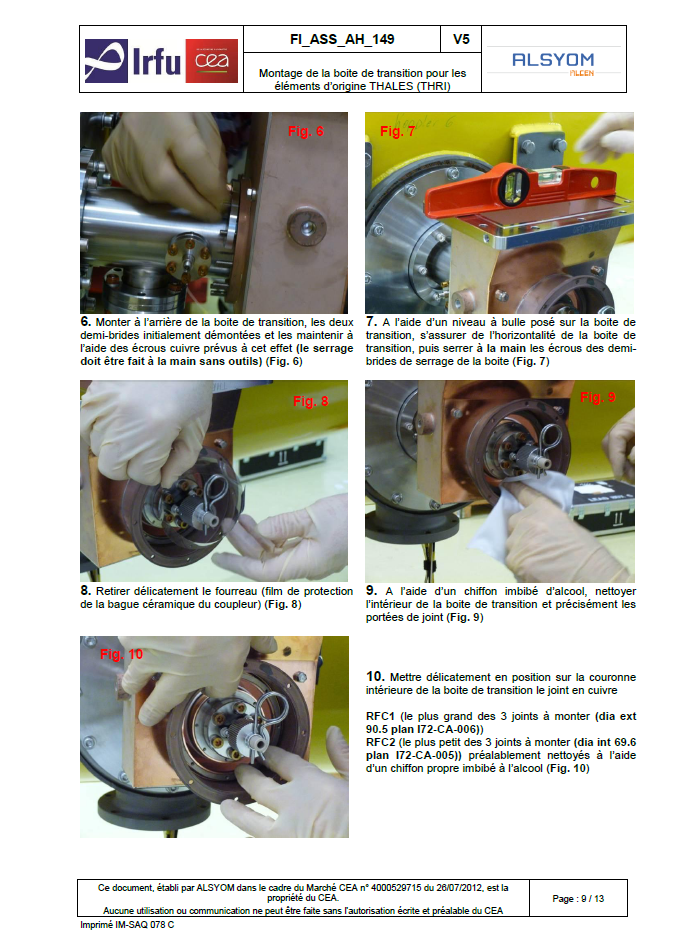 FI_ASS_AH_149
V5
Irfu
cea
Montage de la boite de transition pour les
éléments d'origine THALES (THRI)
ALSYOM
ALCEN
Fig. 6
Fig. 7
6. Monter à l'arrière de la boite de transition, les deux
demi-brides initialement démontées et les maintenir à
l'aide des écrous cuivre prévus à cet effet (le serrage
doit être fait à la main sans outils) (Fig. 6)
7. A l'aide d'un niveau à bulle posé sur la boite de
transition, s'assurer de l'horizontalité de la boite de
transition, puis serrer à la main les écrous des demi-
brides de serrage de la boite (Fig. 7)
Fig. 8
Fig. 9
8. Retirer délicatement le fourreau (film de protection
de la bague céramique du coupleur) (Fig. 8)
9. A l'aide d'un chiffon imbibé d'alcool, nettoyer
l'intérieur de la boite de transition et précisément les
portées de joint (Fig. 9)
Fig. 10
10. Mettre délicatement en position sur la couronne
intérieure de la boite de transition le joint en cuivre
RFC1 (le plus grand des 3 joints à monter (dia ext
90.5 plan I72-CA-006))
RFC2 (le plus petit des 3 joints à monter (dia int 69.6
plan I72-CA-005)) préalablement nettoyés à l'aide
d'un chiffon propre imbibé à l'alcool (Fig. 10)
Ce document, établi par ALSYOM dans le cadre du Marché CEA n° 4000529715 du 26/07/2012, est la
propriété du CEA.
Aucune utilisation ou communication ne peut être faite sans l'autorisation écrite et préalable du CEA
Page : 9 / 13
Imprimé IM-SAQ 078 C